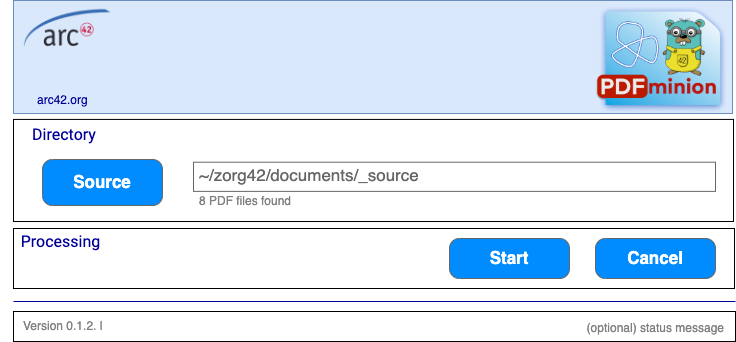 arc42
arc42.org
42
PDFminion
Directory
Source
~/zorg42/documents/_source
8 PDF files found
Processing
Start
Cancel
Version 0.1.2. l
(optional) status message